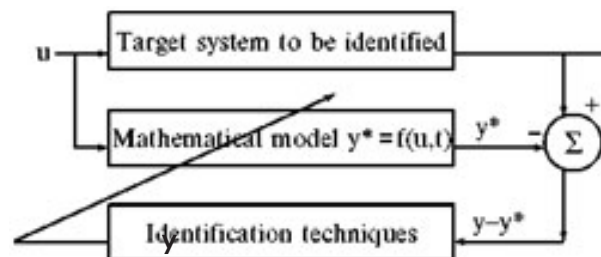 Target system to be identified
u
+
Mathematical model y* = f(u,t)
y*
−
Σ
Identification techniques
y
y−y*